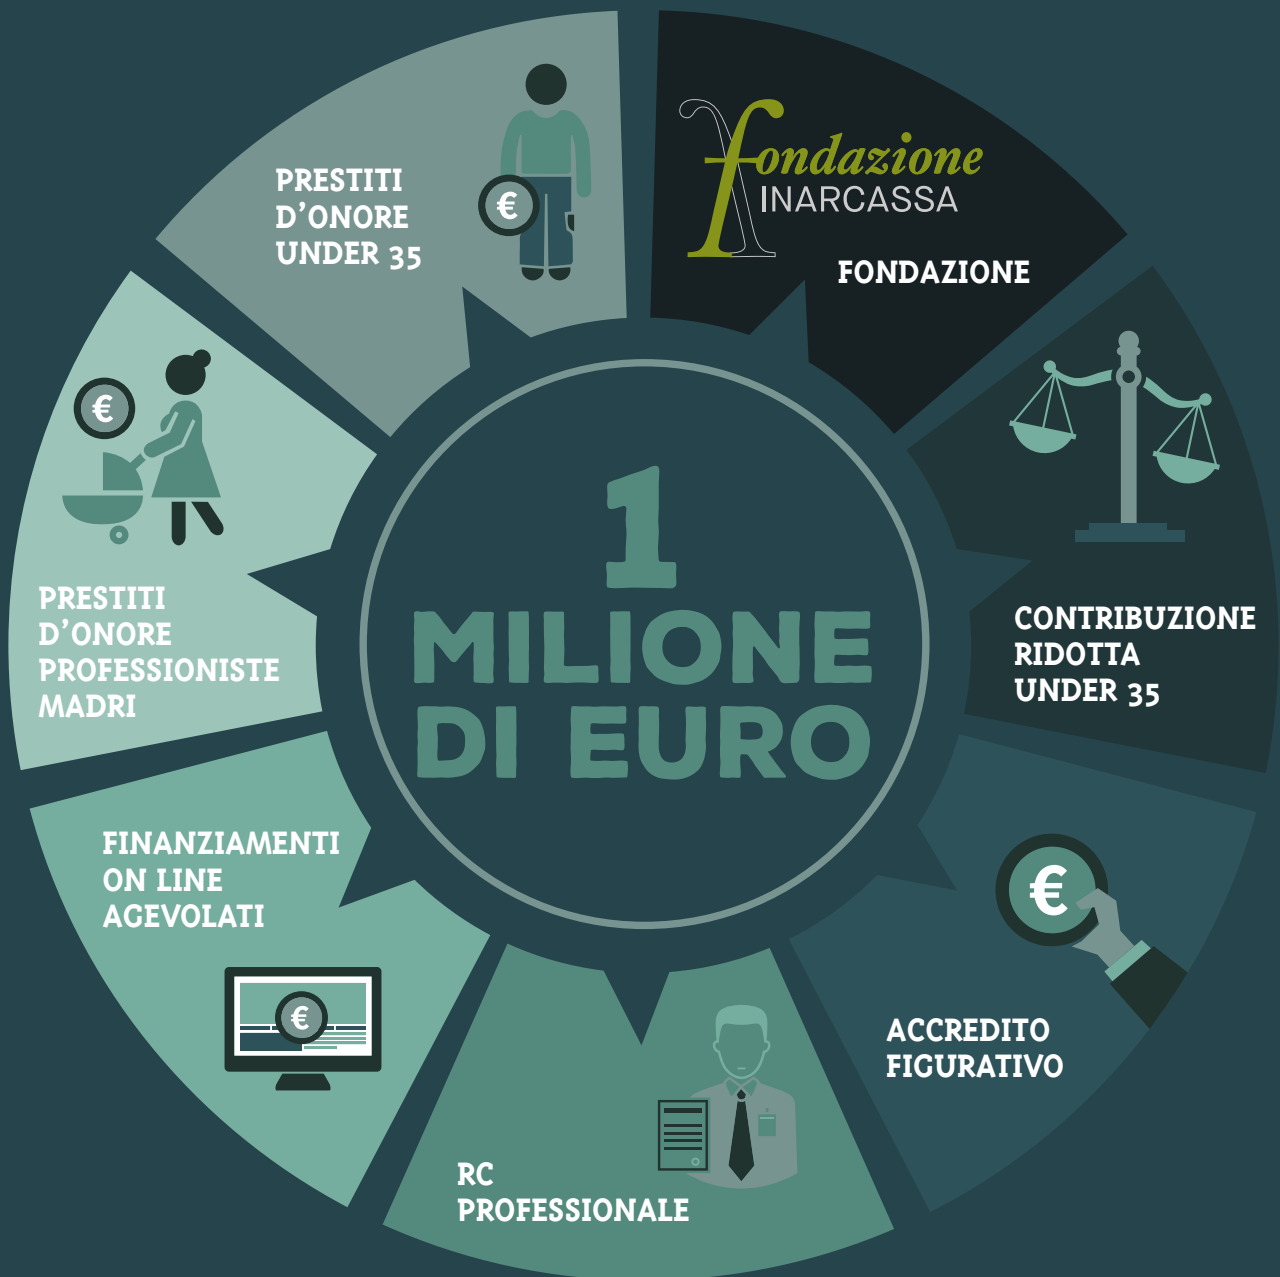 PRESTITI
D'ONORE
UNDER 35
€
fondazione
INARCASSA
FONDAZIONE
€
PRESTITI
D'ONORE
PROFESSIONISTE
MADRI
1
MILIONE
DI EURO
CONTRIBUZIONE
RIDOTTA
UNDER 35
FINANZIAMENTI
ON LINE
AGEVOLATI
€
€
ACCREDITO
FIGURATIVO
RC
PROFESSIONALE